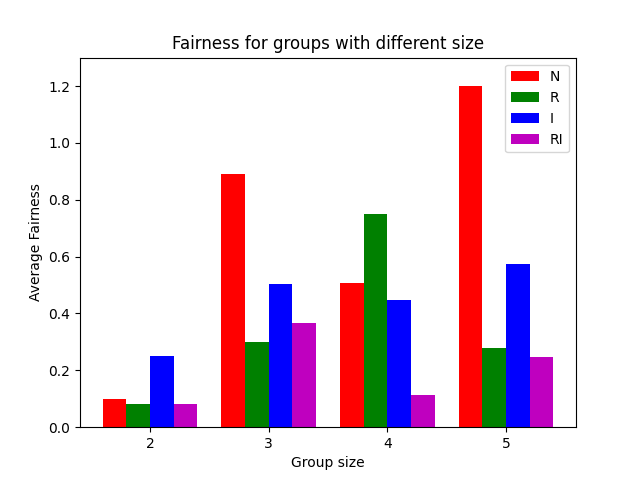 Fairness for groups with different size
N
R
I
RI
Average Fairness
1.2
1.0
0.8
0.6
0.4
0.2
0.0
2 3 4 5
Group size